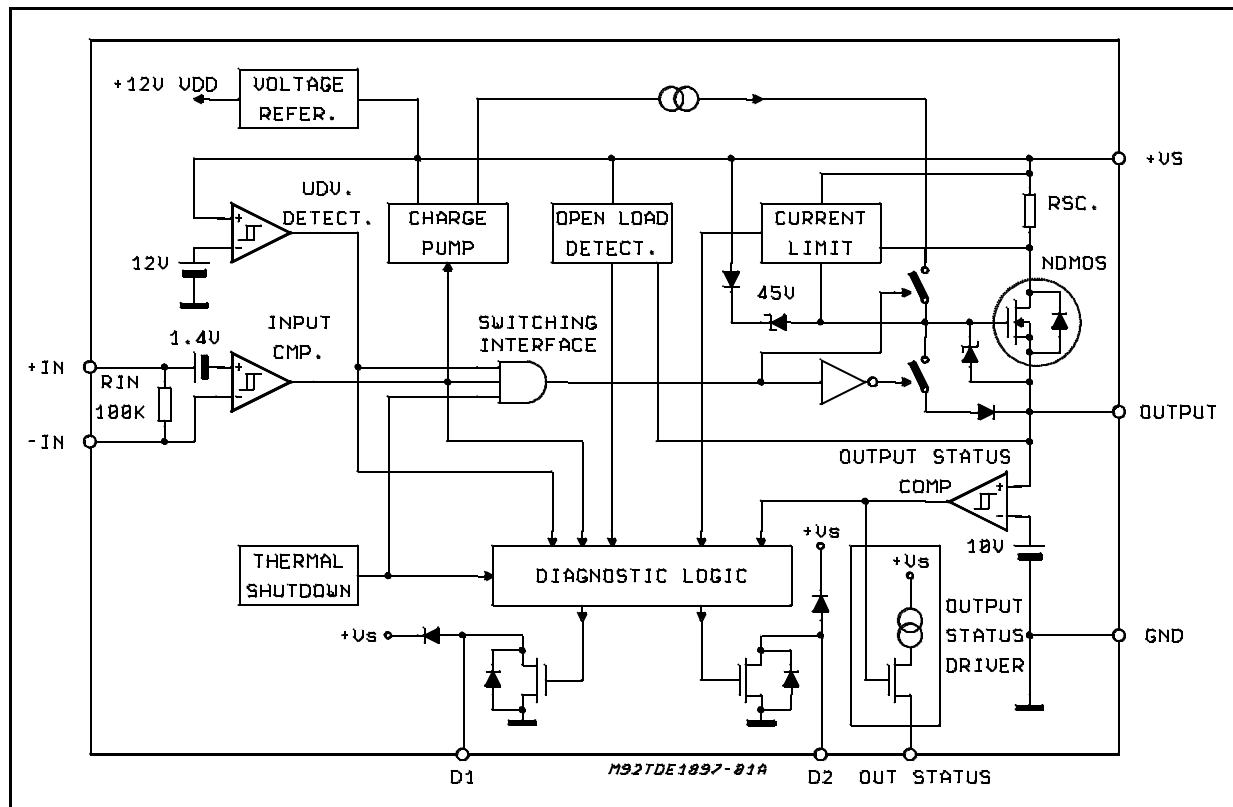 +12V VDD
VOLTAGE
REFER.
+VS
UDV.
DETECT.
CHARGE
PUMP
OPEN LOAD
DETECT.
CURRENT
LIMIT
RSC.
NDMOS
+
-
12V
45V
1.4V
INPUT
CMP.
SWITCHING
INTERFACE
+IN
RIN
100K
-IN
+
-
OUTPUT
OUTPUT STATUS
COMP
+
-
10V
THERMAL
SHUTDOWN
DIAGNOSTIC LOGIC
+Vs
+Vs
+Vs
OUTPUT
STATUS
DRIVER
GND
D1
M92TDE1897-01A
D2
OUT STATUS